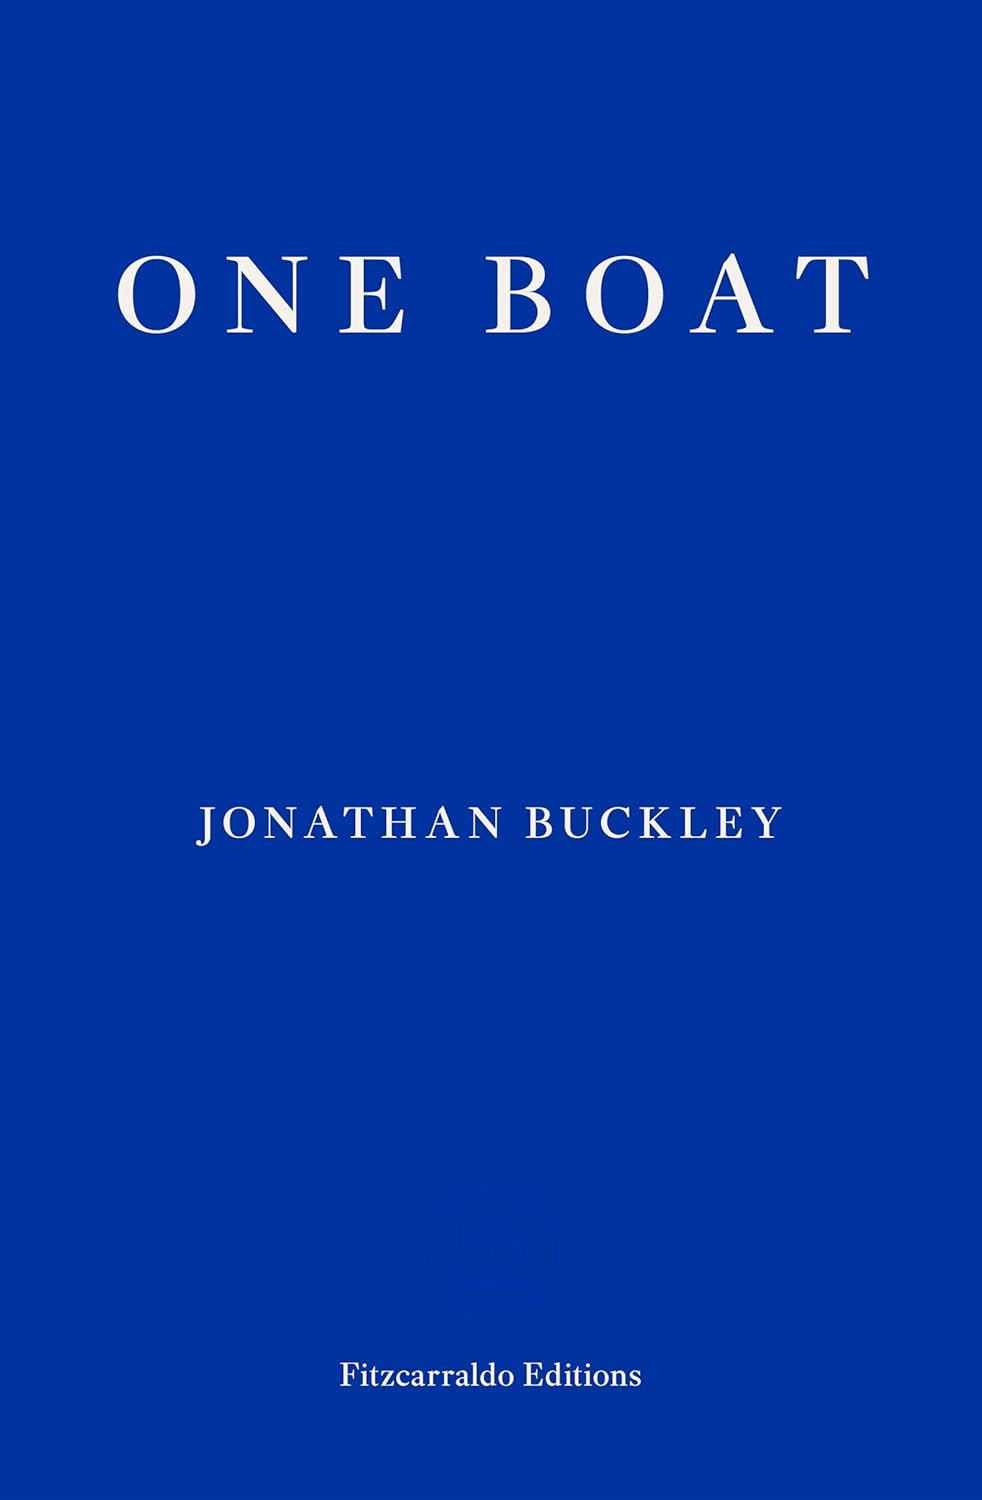 ONE BOAT
JONATHAN BUCKLEY
Fitzcarraldo Editions